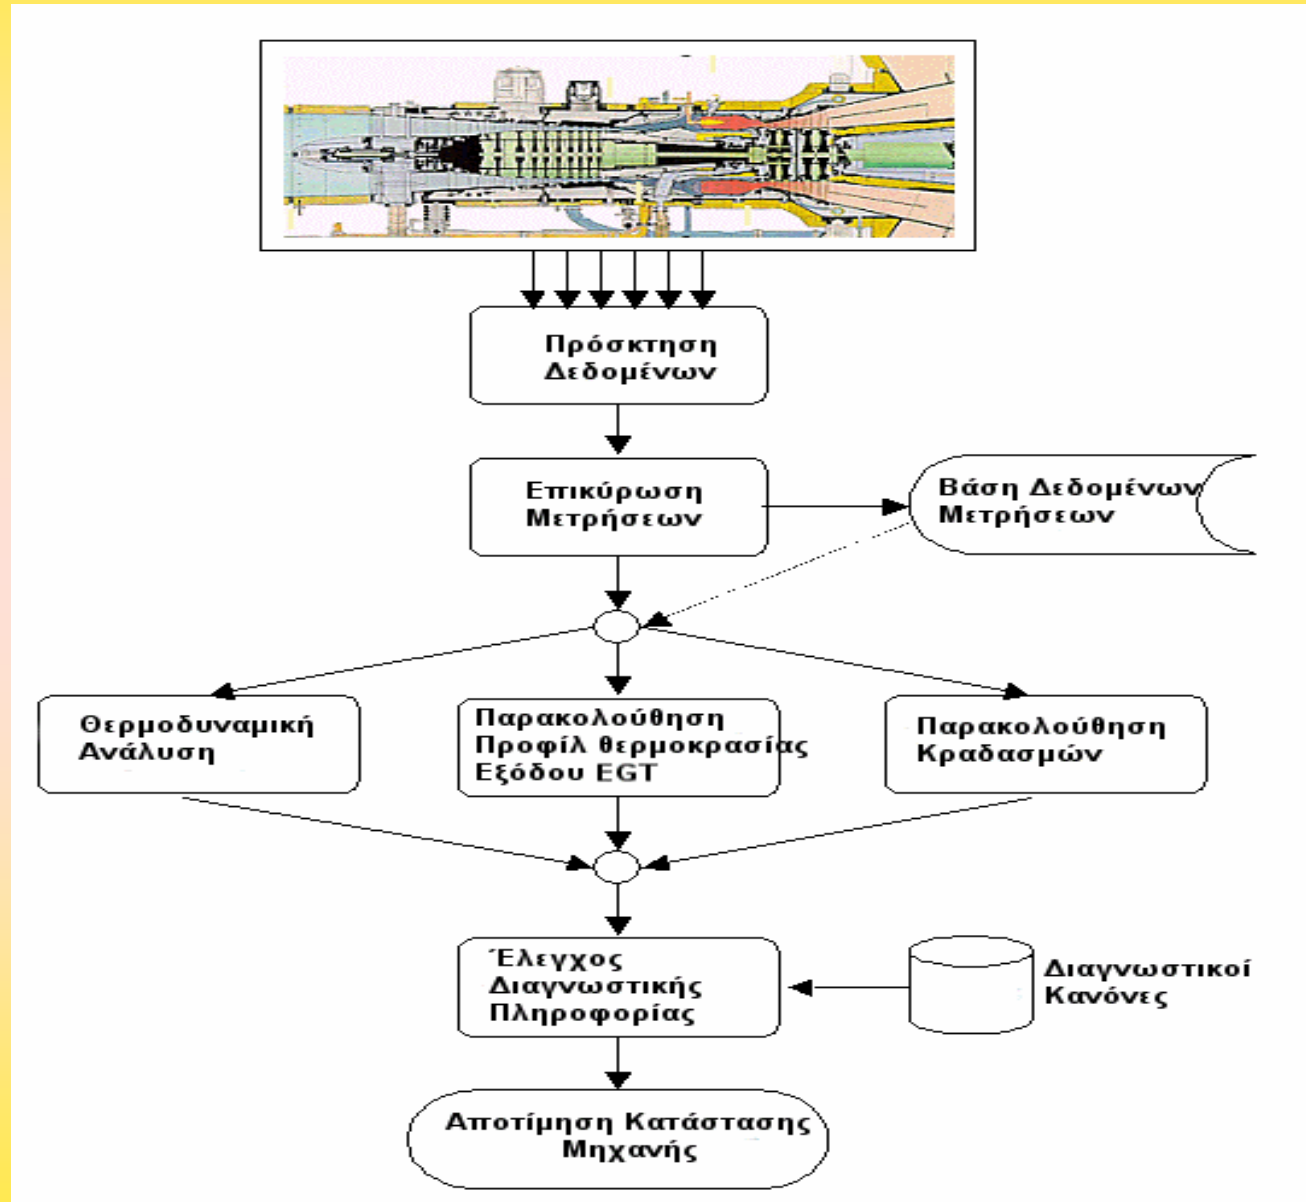 Πρόσκτηση
Δεδομένων
Επικύρωση
Μετρήσεων
Βάση Δεδομένων
Μετρήσεων
Θερμοδυναμική
Ανάλυση
Παρακολούθηση
Προφίλ θερμοκρασίας
Εξόδου EGT
Παρακολούθηση
Κραδασμών
Έλεγχος
Διαγνωστικής
Πληροφορίας
Διαγνωστικοί
Κανόνες
Αποτίμηση Κατάστασης
Μηχανής